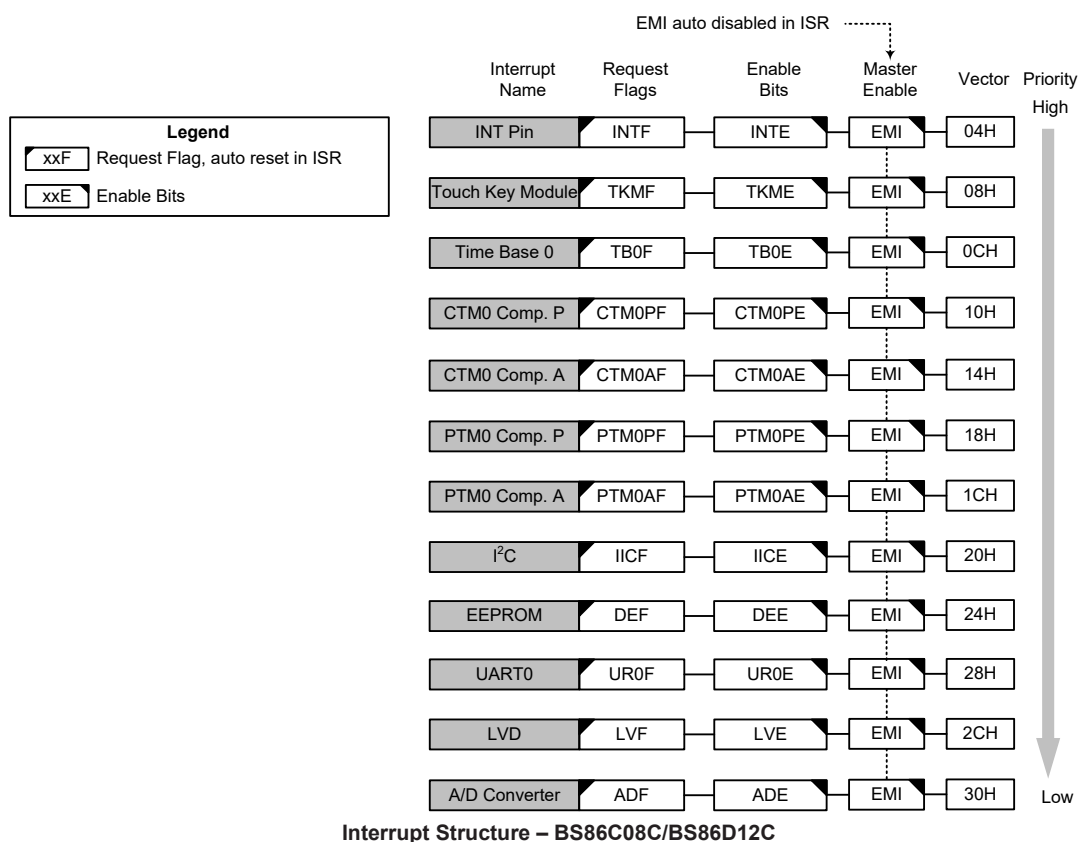 EMI auto disabled in ISR
Interrupt Name Request Flags Enable Bits Master Enable Vector Priority
High
Legend
xxF Request Flag, auto reset in ISR
xxE Enable Bits
INT Pin INTF INTE EMI 04H
Touch Key Module TKMF TKME EMI 08H
Time Base 0 TB0F TB0E EMI 0CH
CTM0 Comp. P CTM0PF CTM0PE EMI 10H
CTM0 Comp. A CTM0AF CTM0AE EMI 14H
PTM0 Comp. P PTM0PF PTM0PE EMI 18H
PTM0 Comp. A PTM0AF PTM0AE EMI 1CH
I²C IICF IICE EMI 20H
EEPROM DEF DEE EMI 24H
UART0 UR0F UR0E EMI 28H
LVD LVF LVE EMI 2CH
A/D Converter ADF ADE EMI 30H Low
Interrupt Structure – BS86C08C/BS86D12C